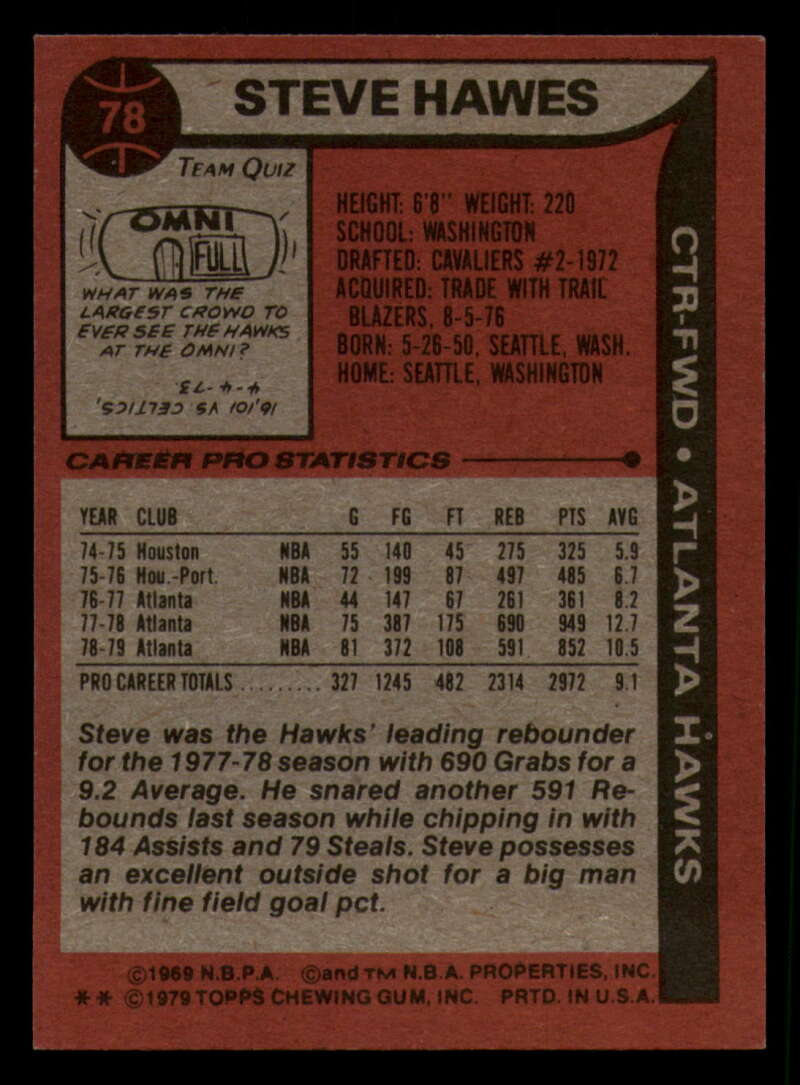 78
STEVE HAWES
TEAM QUIZ
OMNI
FULL
WHAT WAS THE
LARGEST CROWD TO
EVER SEE THE HAWKS
AT THE OMNI?
16,101 VS CELTICS,
4-4-73
HEIGHT: 6'8" WEIGHT: 220
SCHOOL: WASHINGTON
DRAFTED: CAVALIERS #2-1972
ACQUIRED: TRADE WITH TRAIL
BLAZERS, 8-5-76
BORN: 5-26-50, SEATTLE, WASH.
HOME: SEATTLE, WASHINGTON
CTR-FWD • ATLANTA HAWKS
CAREER PRO STATISTICS
YEAR CLUB G FG FT REB PTS AVG
74-75 Houston NBA 55 140 45 275 325 5.9
75-76 Hou.-Port. NBA 72 199 87 497 485 6.7
76-77 Atlanta NBA 44 147 67 261 361 8.2
77-78 Atlanta NBA 75 387 175 690 949 12.7
78-79 Atlanta NBA 81 372 108 591 852 10.5
PRO CAREER TOTALS.......... 327 1245 482 2314 2972 9.1
Steve was the Hawks' leading rebounder
for the 1977-78 season with 690 Grabs for a
9.2 Average. He snared another 591 Re-
bounds last season while chipping in with
184 Assists and 79 Steals. Steve possesses
an excellent outside shot for a big man
with fine field goal pct.
©1969 N.B.P.A. ©and TM N.B.A. PROPERTIES, INC.
* * ©1979 TOPPS CHEWING GUM, INC. PRTD. IN U.S.A.